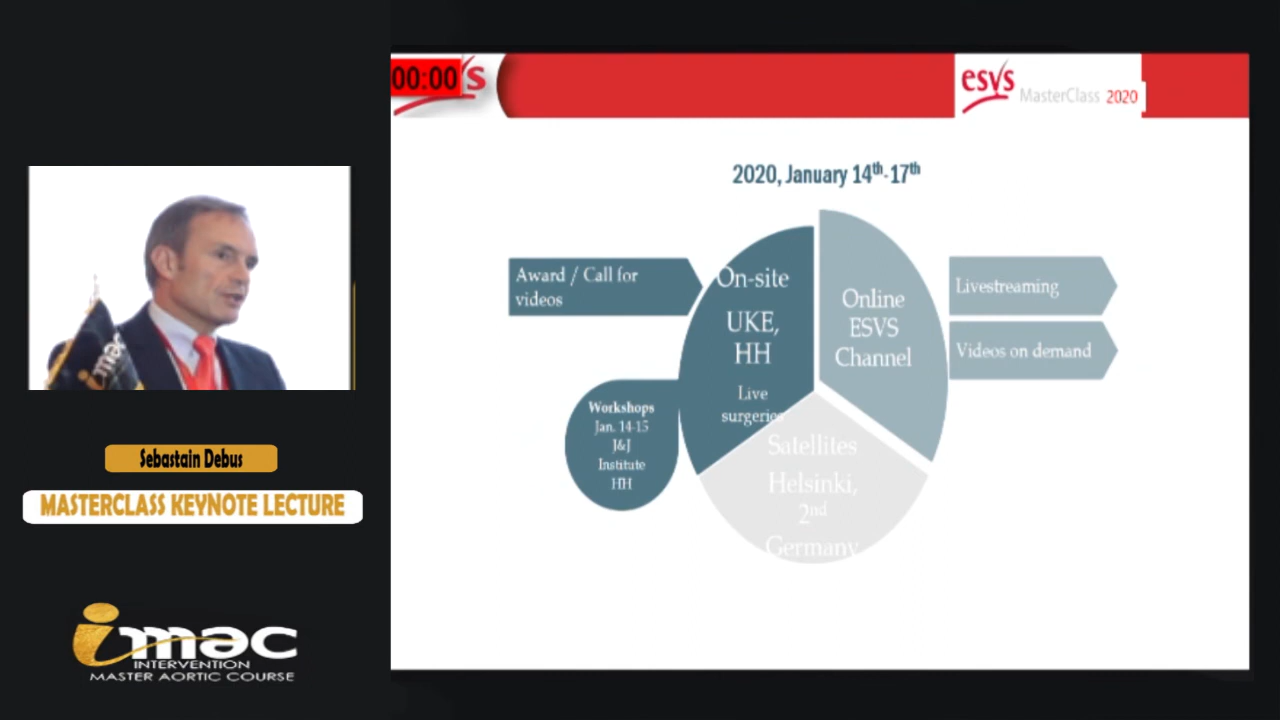 00:00
s
esvs
MasterClass 2020
2020, January 14th-17th
Award / Call for
videos
On-site
UKE,
HH
Live
surgeries
Workshops
Jan. 14-15
J&J
Institute
HH
Online
ESVS
Channel
Livestreaming
Videos on demand
Satellites
Helsinki,
2nd
Germany
imac
Sebastain Debus
MASTERCLASS KEYNOTE LECTURE
imac
INTERVENTION
MASTER AORTIC COURSE